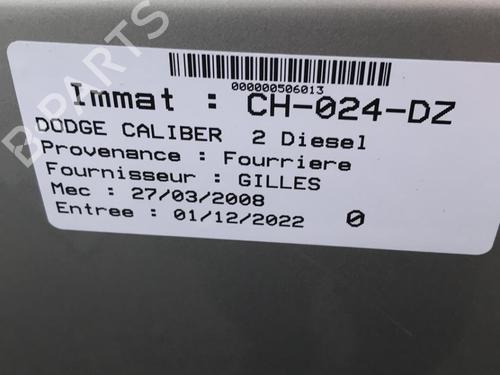 000000506013
Immat : CH-024-DZ
DODGE CALIBER 2 Diesel
Provenance : Fourriere
Fournisseur : GILLES
Mec : 27/03/2008
Entree : 01/12/2022 0
B PARTS